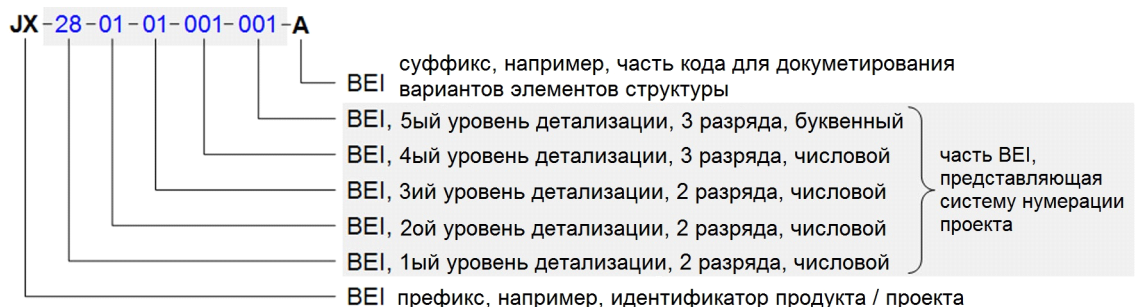 JX-28-01-01-001-001-A
BEI суффикс, например, часть кода для докуметирования
вариантов элементов структуры
BEI, 5ый уровень детализации, 3 разряда, буквенный
BEI, 4ый уровень детализации, 3 разряда, числовой
BEI, 3ий уровень детализации, 2 разряда, числовой
BEI, 2ой уровень детализации, 2 разряда, числовой
BEI, 1ый уровень детализации, 2 разряда, числовой
часть BEI,
представляющая
систему нумерации
проекта
BEI префикс, например, идентификатор продукта / проекта